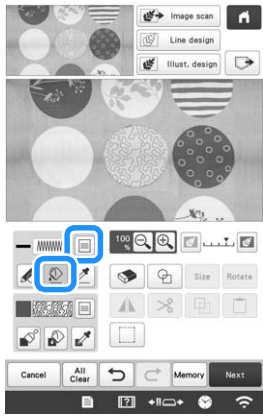 Image scan
Line design
Illust. design
100 %
Size Rotate
Cancel All Clear Memory Next